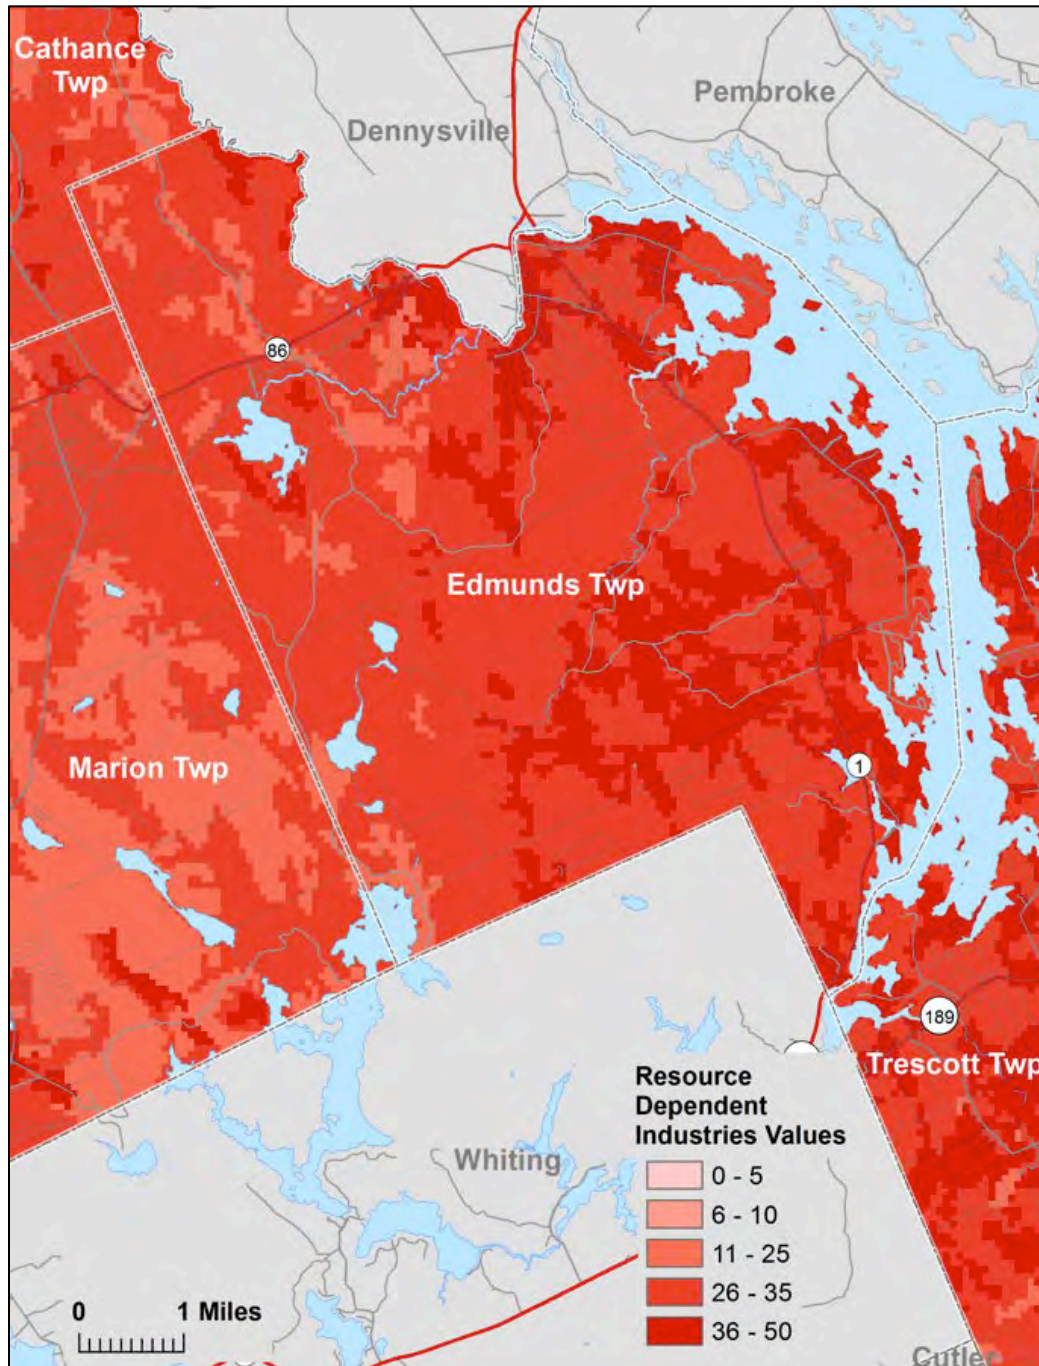 Cathance
Twp
Pembroke
Dennysville
86
Edmunds Twp
Marion Twp
1
189
Trescott Twp
Whiting
Resource
Dependent
Industries Values
0 - 5
6 - 10
11 - 25
26 - 35
36 - 50
0 1 Miles
Cutler